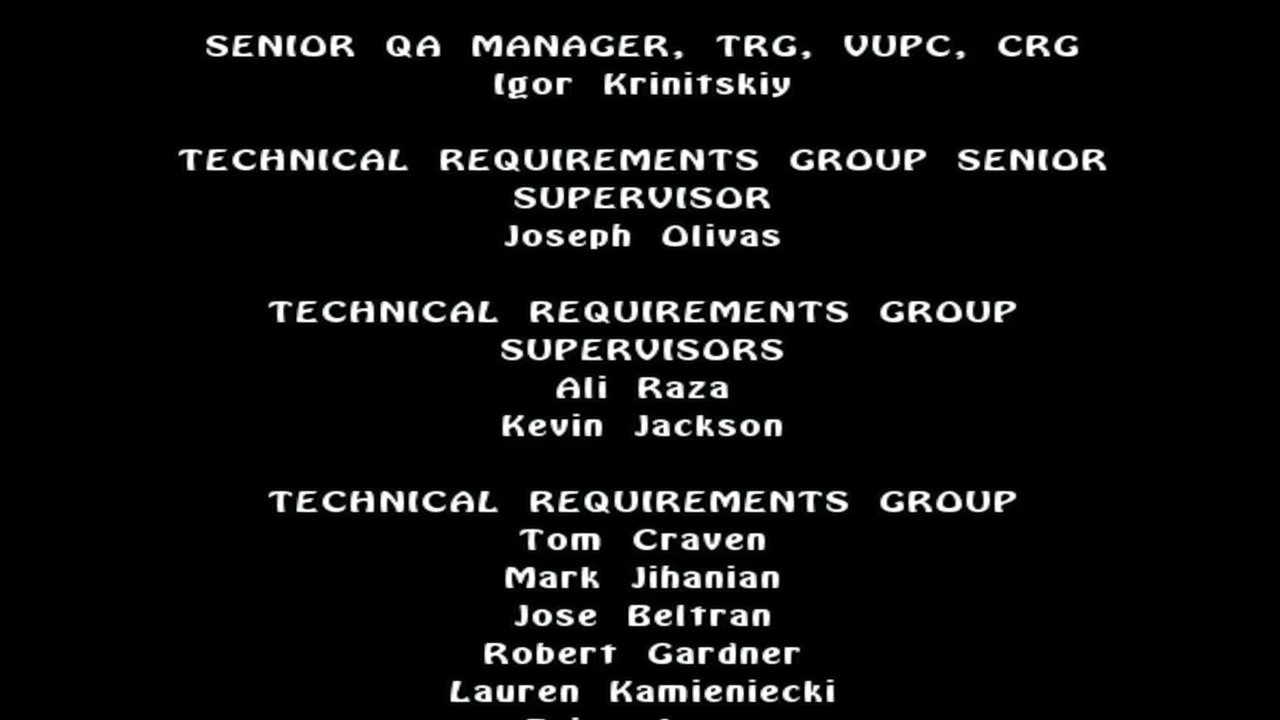 SENIOR QA MANAGER, TRG, VUPC, CRG
Igor Krinitskiy
TECHNICAL REQUIREMENTS GROUP SENIOR
SUPERVISOR
Joseph Olivas
TECHNICAL REQUIREMENTS GROUP
SUPERVISORS
Ali Raza
Kevin Jackson
TECHNICAL REQUIREMENTS GROUP
Tom Craven
Mark Jihanian
Jose Beltran
Robert Gardner
Lauren Kamieniecki